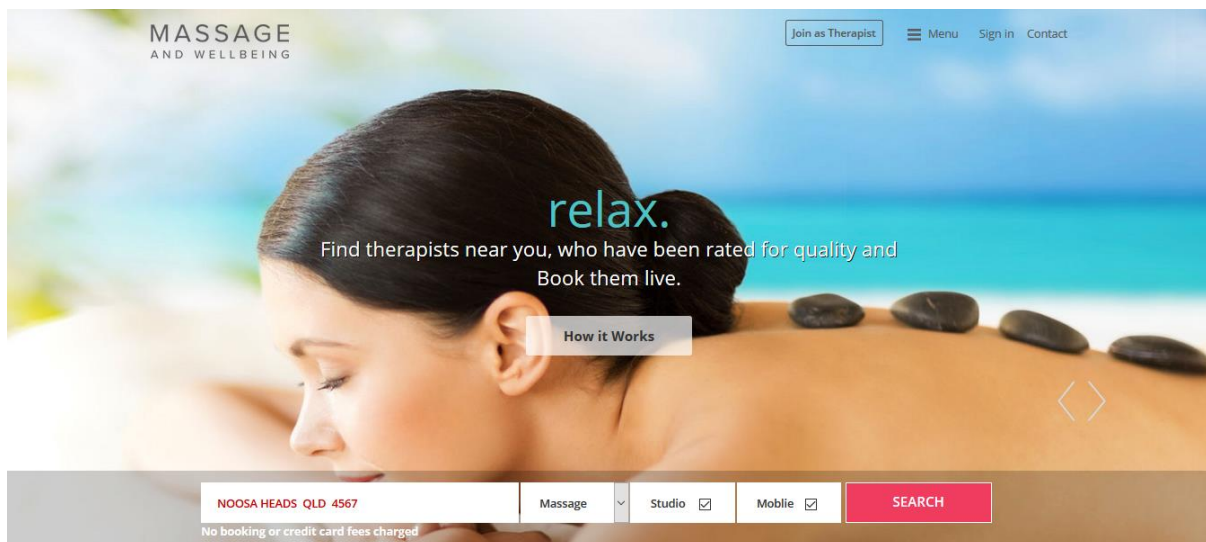 MASSAGE
AND WELLBEING
Join as Therapist
Menu
Sign in
Contact
relax.
Find therapists near you, who have been rated for quality and
Book them live.
How it Works
NOOSA HEADS QLD 4567
Massage
Studio
Moblie
SEARCH
No booking or credit card fees charged